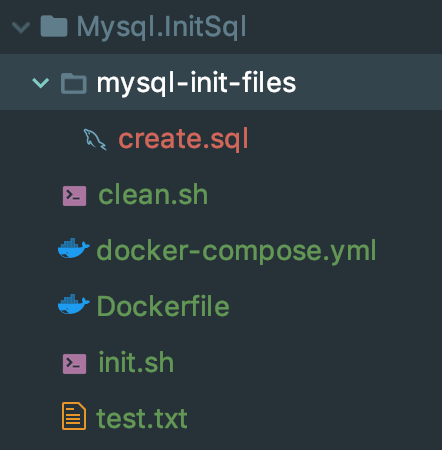 Mysql.InitSql
mysql-init-files
create.sql
clean.sh
docker-compose.yml
Dockerfile
init.sh
test.txt